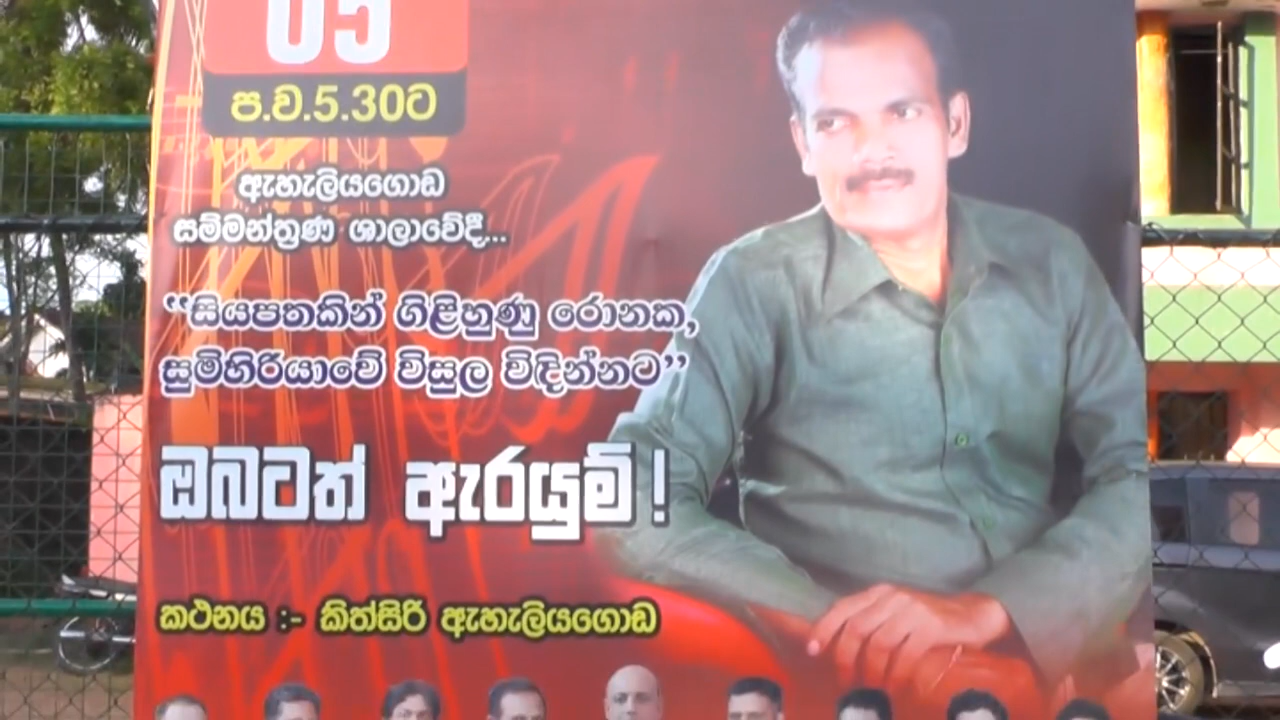 05
ප.ව.5.30ට
ඇහැලියගොඩ
සම්මන්ත්‍රණ ශාලාවේදී...
“සියපතකින් ගිළිහුණු රොනක,
සුමිහිරියාවේ විසුල විඳින්නට”
ඔබටත් ඇරයුම් !
කථනය :- කිත්සිරි ඇහැලියගොඩ